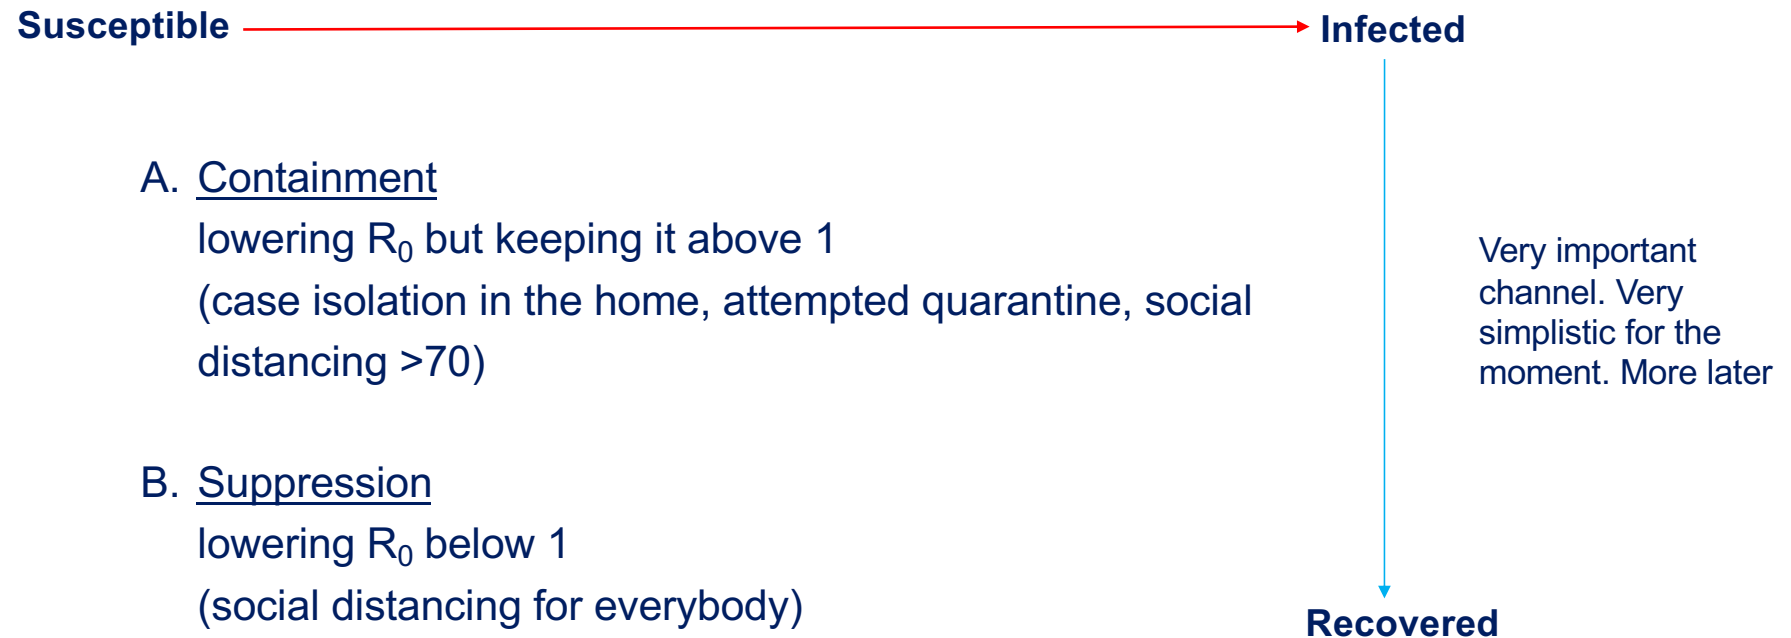 Susceptible
Infected
A. Containment
lowering R₀ but keeping it above 1
(case isolation in the home, attempted quarantine, social
distancing >70)
Very important
channel. Very
simplistic for the
moment. More later
B. Suppression
lowering R₀ below 1
(social distancing for everybody)
Recovered